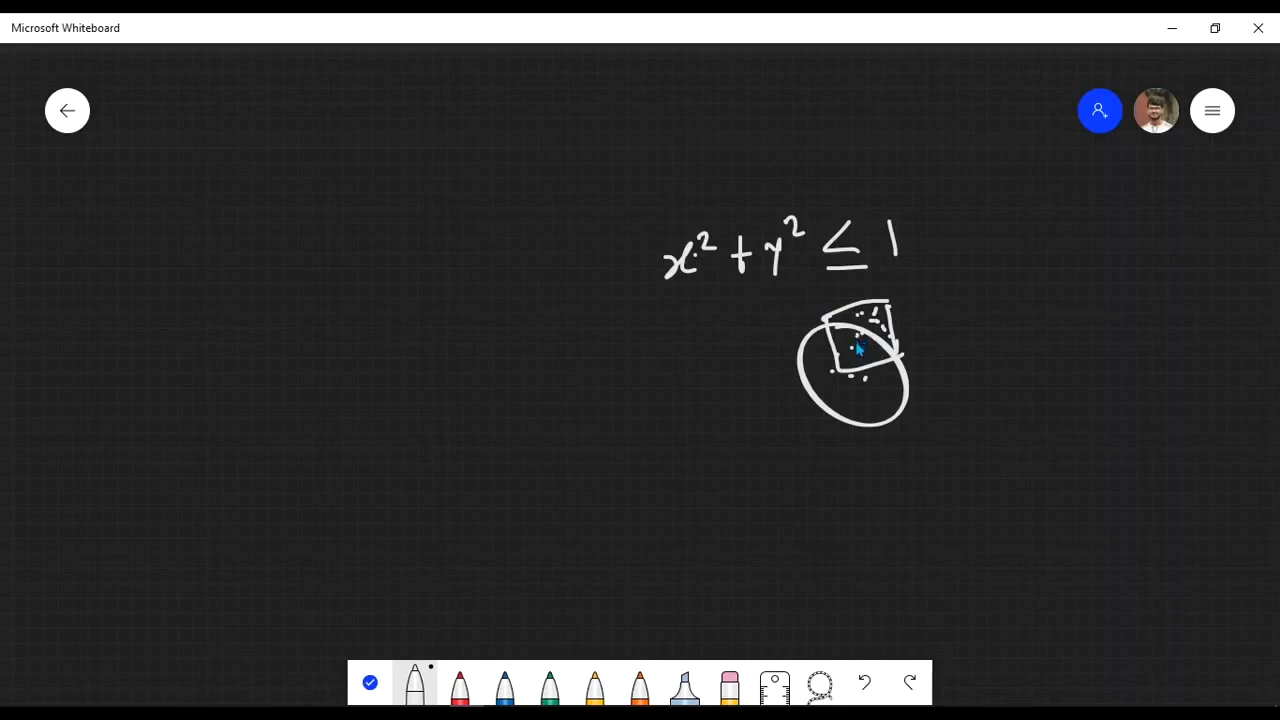 Microsoft Whiteboard
x² + y² ≤ 1